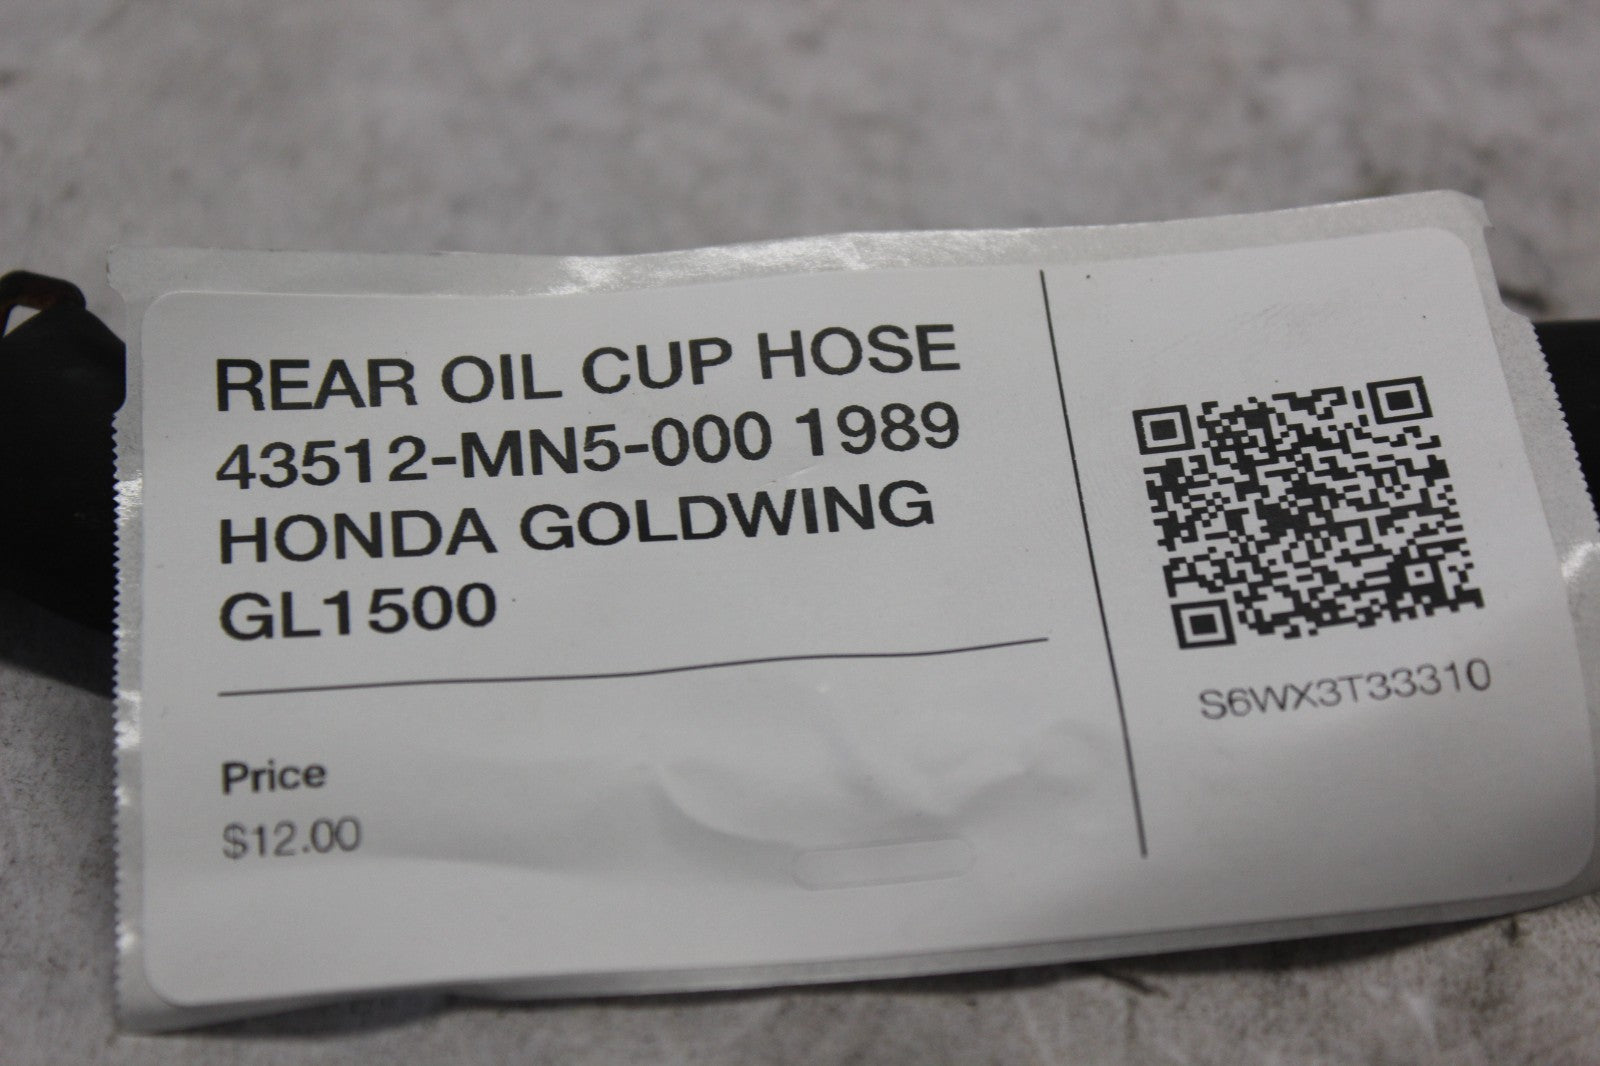 REAR OIL CUP HOSE
43512-MN5-000 1989
HONDA GOLDWING
GL1500
Price
$12.00
S6WX3T33310